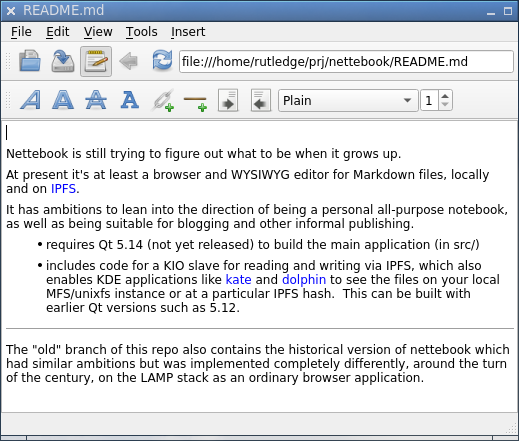 README.md
File Edit View Tools Insert
file:///home/rutledge/prj/nettebook/README.md
A A A A Plain 1
Nettebook is still trying to figure out what to be when it grows up.
At present it's at least a browser and WYSIWYG editor for Markdown files, locally
and on IPFS.
It has ambitions to lean into the direction of being a personal all-purpose notebook,
as well as being suitable for blogging and other informal publishing.
• requires Qt 5.14 (not yet released) to build the main application (in src/)
• includes code for a KIO slave for reading and writing via IPFS, which also
enables KDE applications like kate and dolphin to see the files on your local
MFS/unixfs instance or at a particular IPFS hash.  This can be built with
earlier Qt versions such as 5.12.
The "old" branch of this repo also contains the historical version of nettebook which
had similar ambitions but was implemented completely differently, around the turn
of the century, on the LAMP stack as an ordinary browser application.